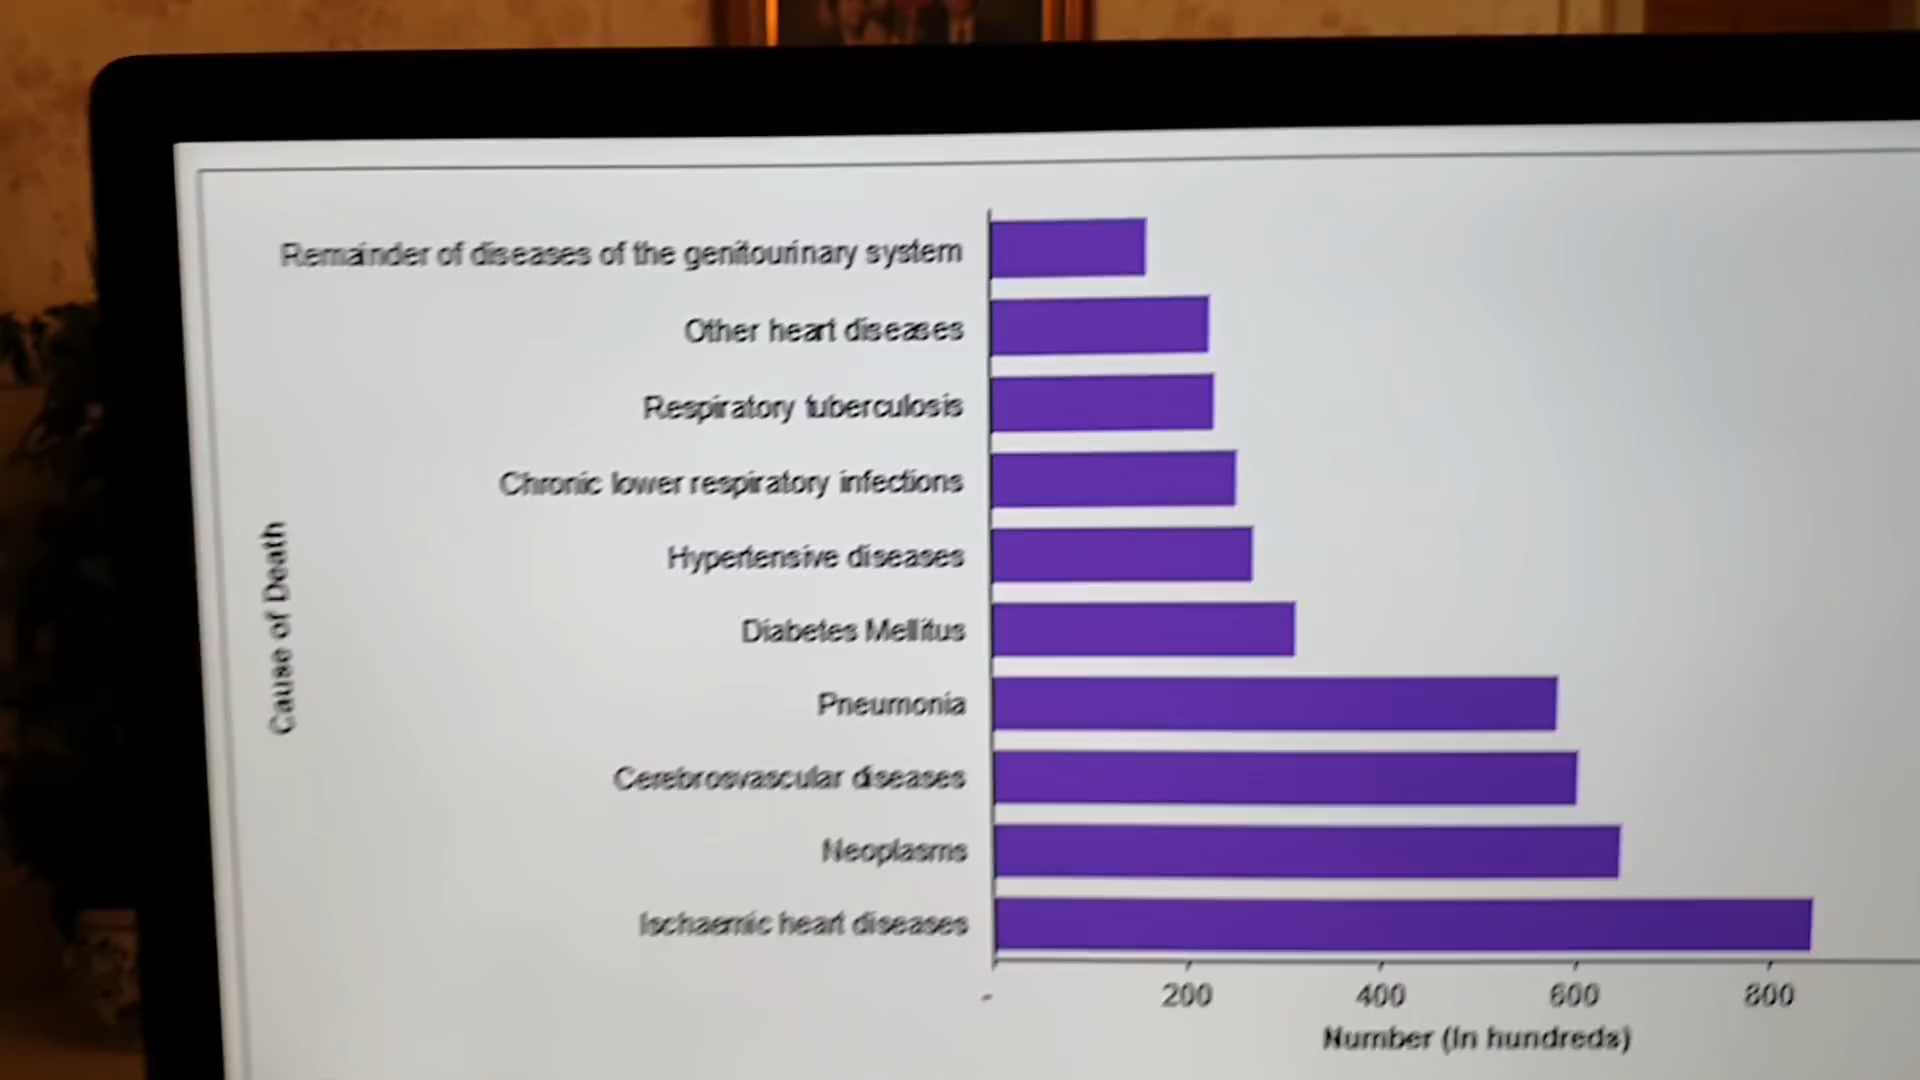 Remainder of diseases of the genitourinary system
Other heart diseases
Respiratory tuberculosis
Chronic lower respiratory infections
Hypertensive diseases
Diabetes Mellitus
Pneumonia
Cerebrosvascular diseases
Neoplasms
Ischaemic heart diseases
Cause of Death
- 200 400 600 800
Number (In hundreds)